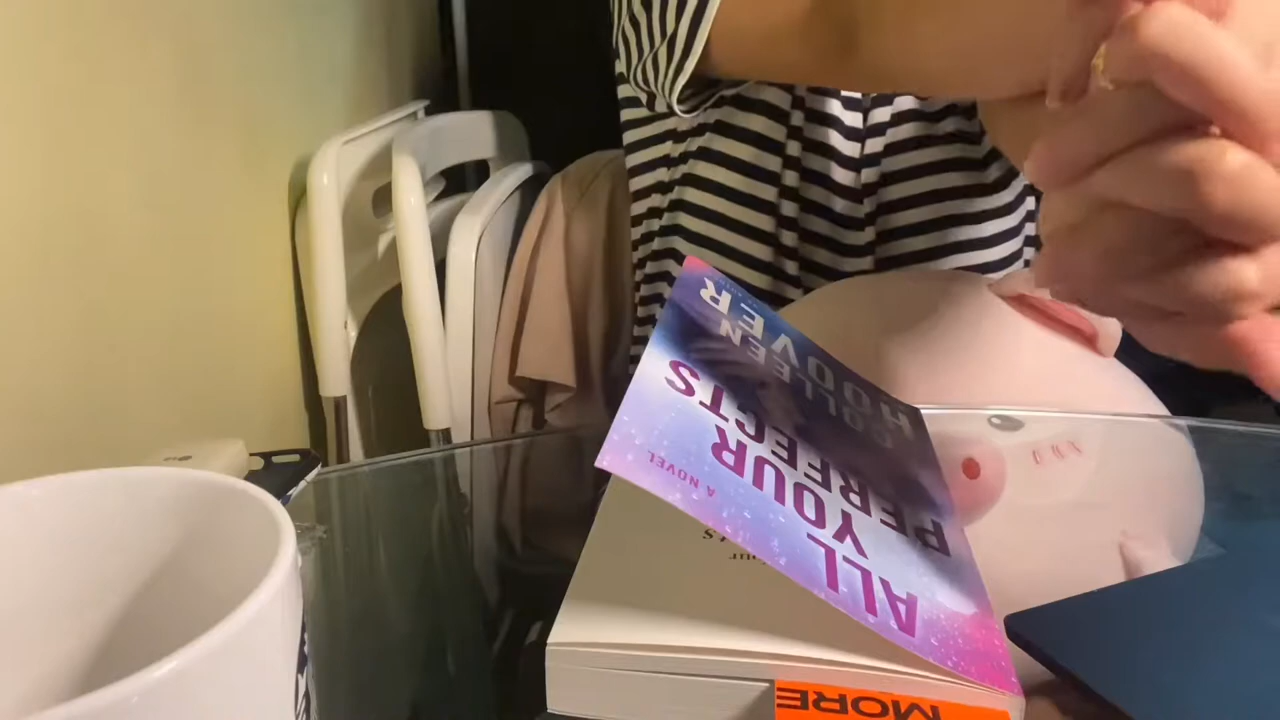 ALL YOUR
PERFECTS
A NOVEL
COLLEEN
HOOVER
MORE